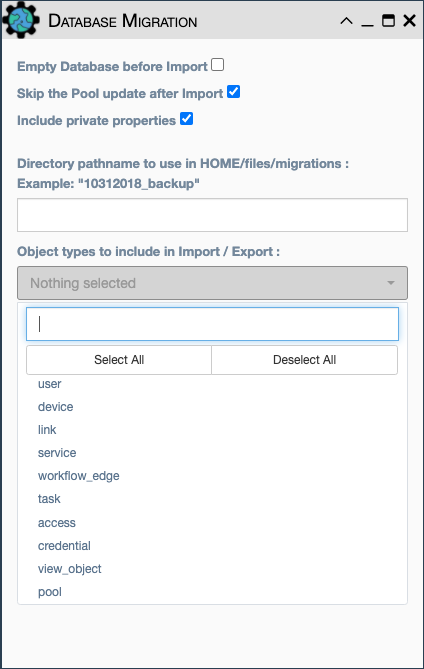 Database Migration
Empty Database before Import
Skip the Pool update after Import
Include private properties
Directory pathname to use in HOME/files/migrations :
Example: "10312018_backup"
Object types to include in Import / Export :
Nothing selected
Select All Deselect All
user
device
link
service
workflow_edge
task
access
credential
view_object
pool